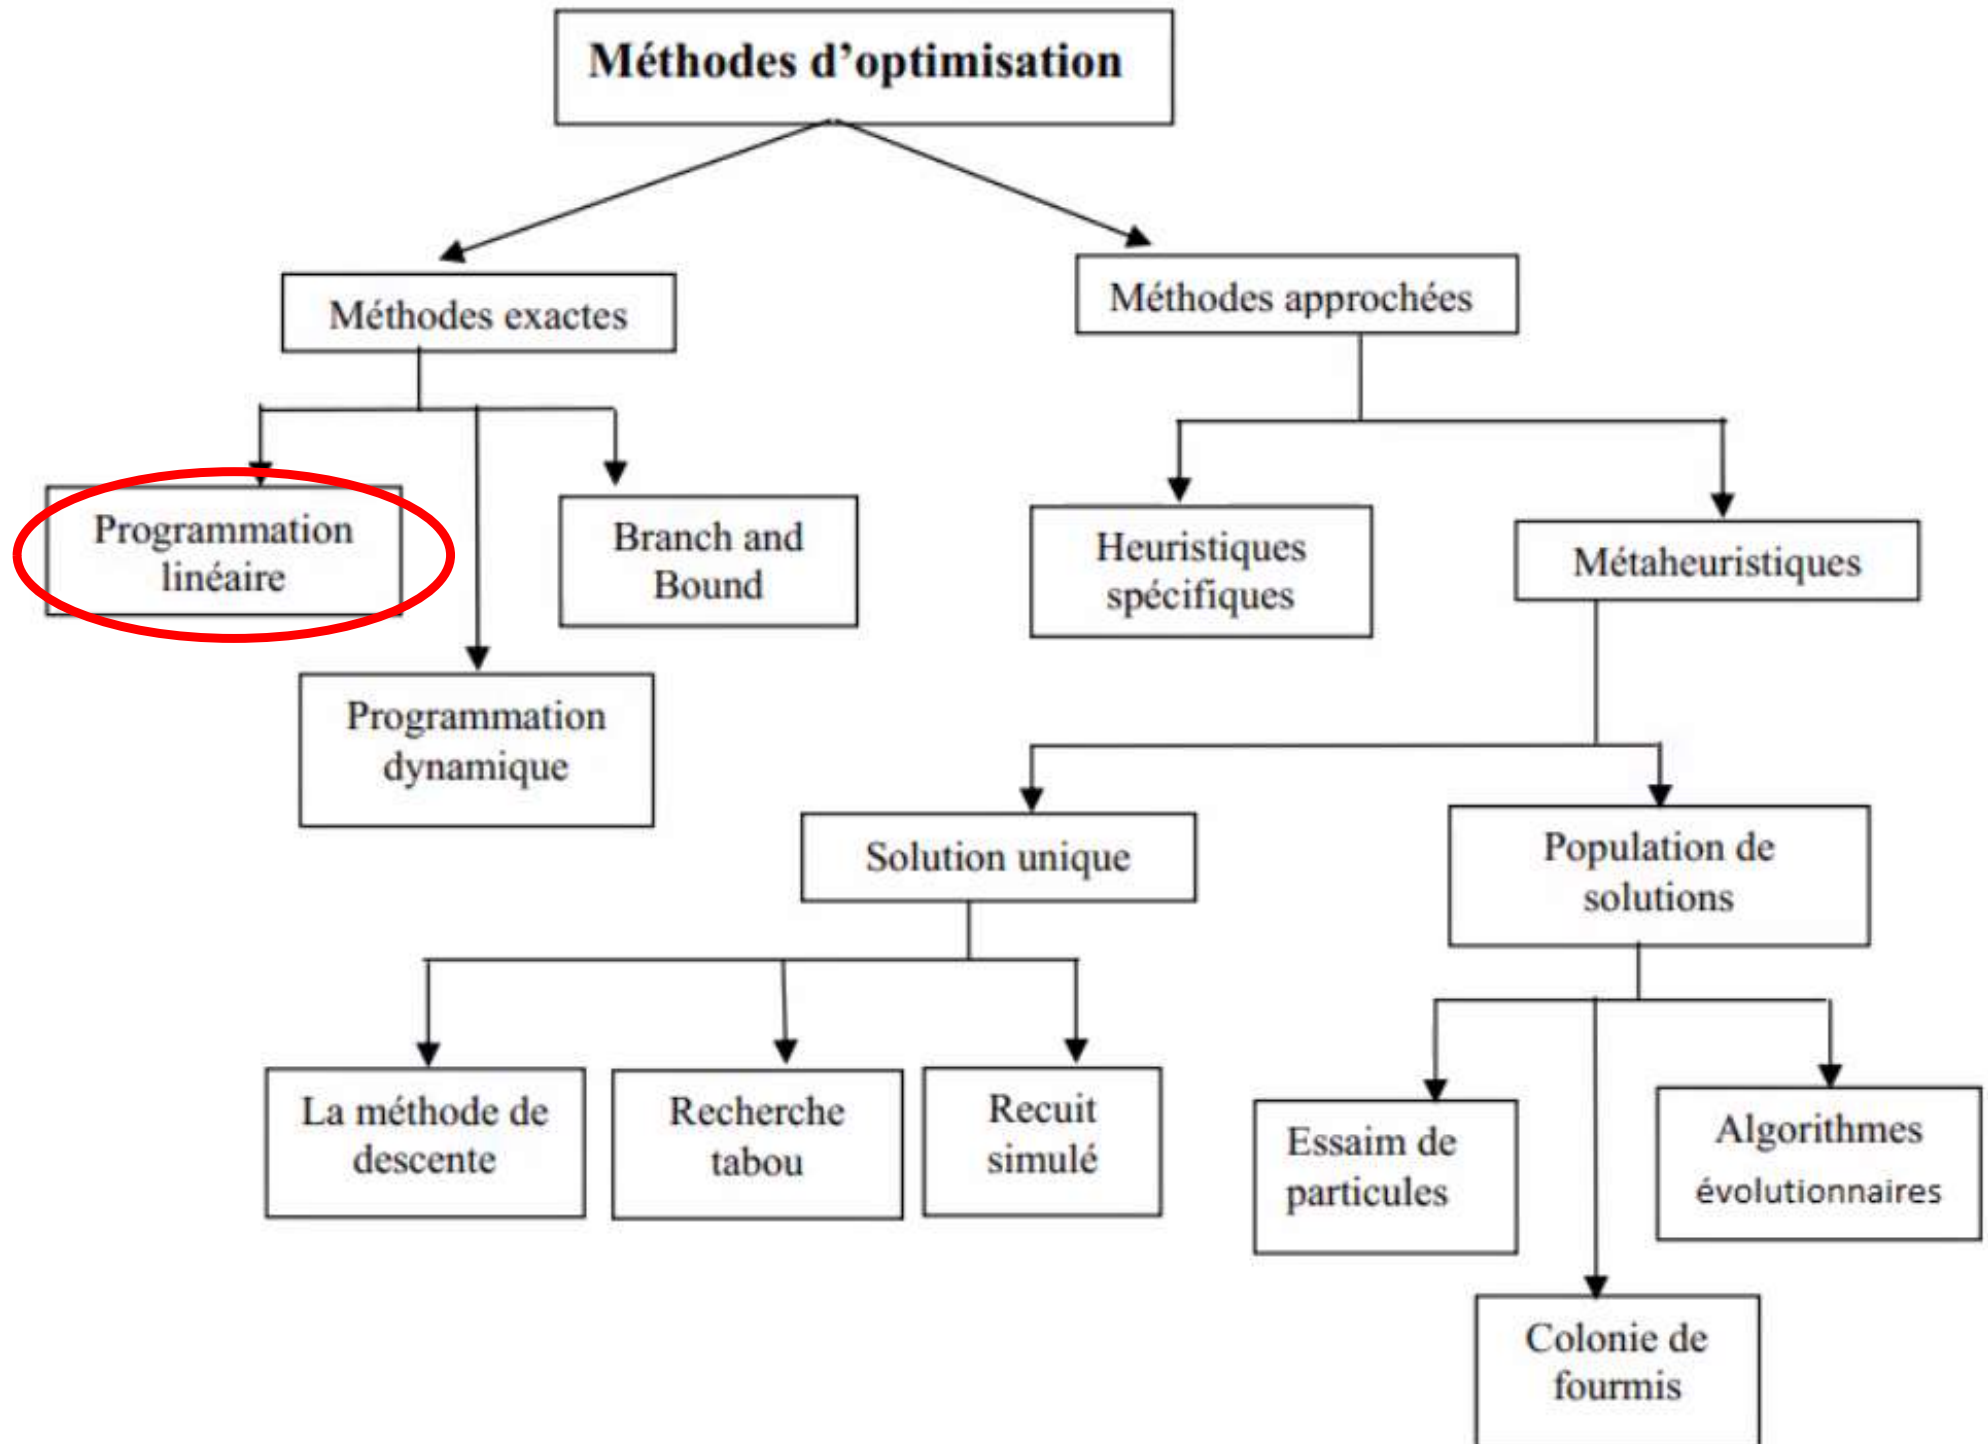 Méthodes d’optimisation
Méthodes exactes
Méthodes approchées
Programmation
linéaire
Branch and
Bound
Programmation
dynamique
Heuristiques
spécifiques
Métaheuristiques
Solution unique
Population de
solutions
La méthode de
descente
Recherche
tabou
Recuit
simulé
Essaim de
particules
Algorithmes
évolutionnaires
Colonie de
fourmis